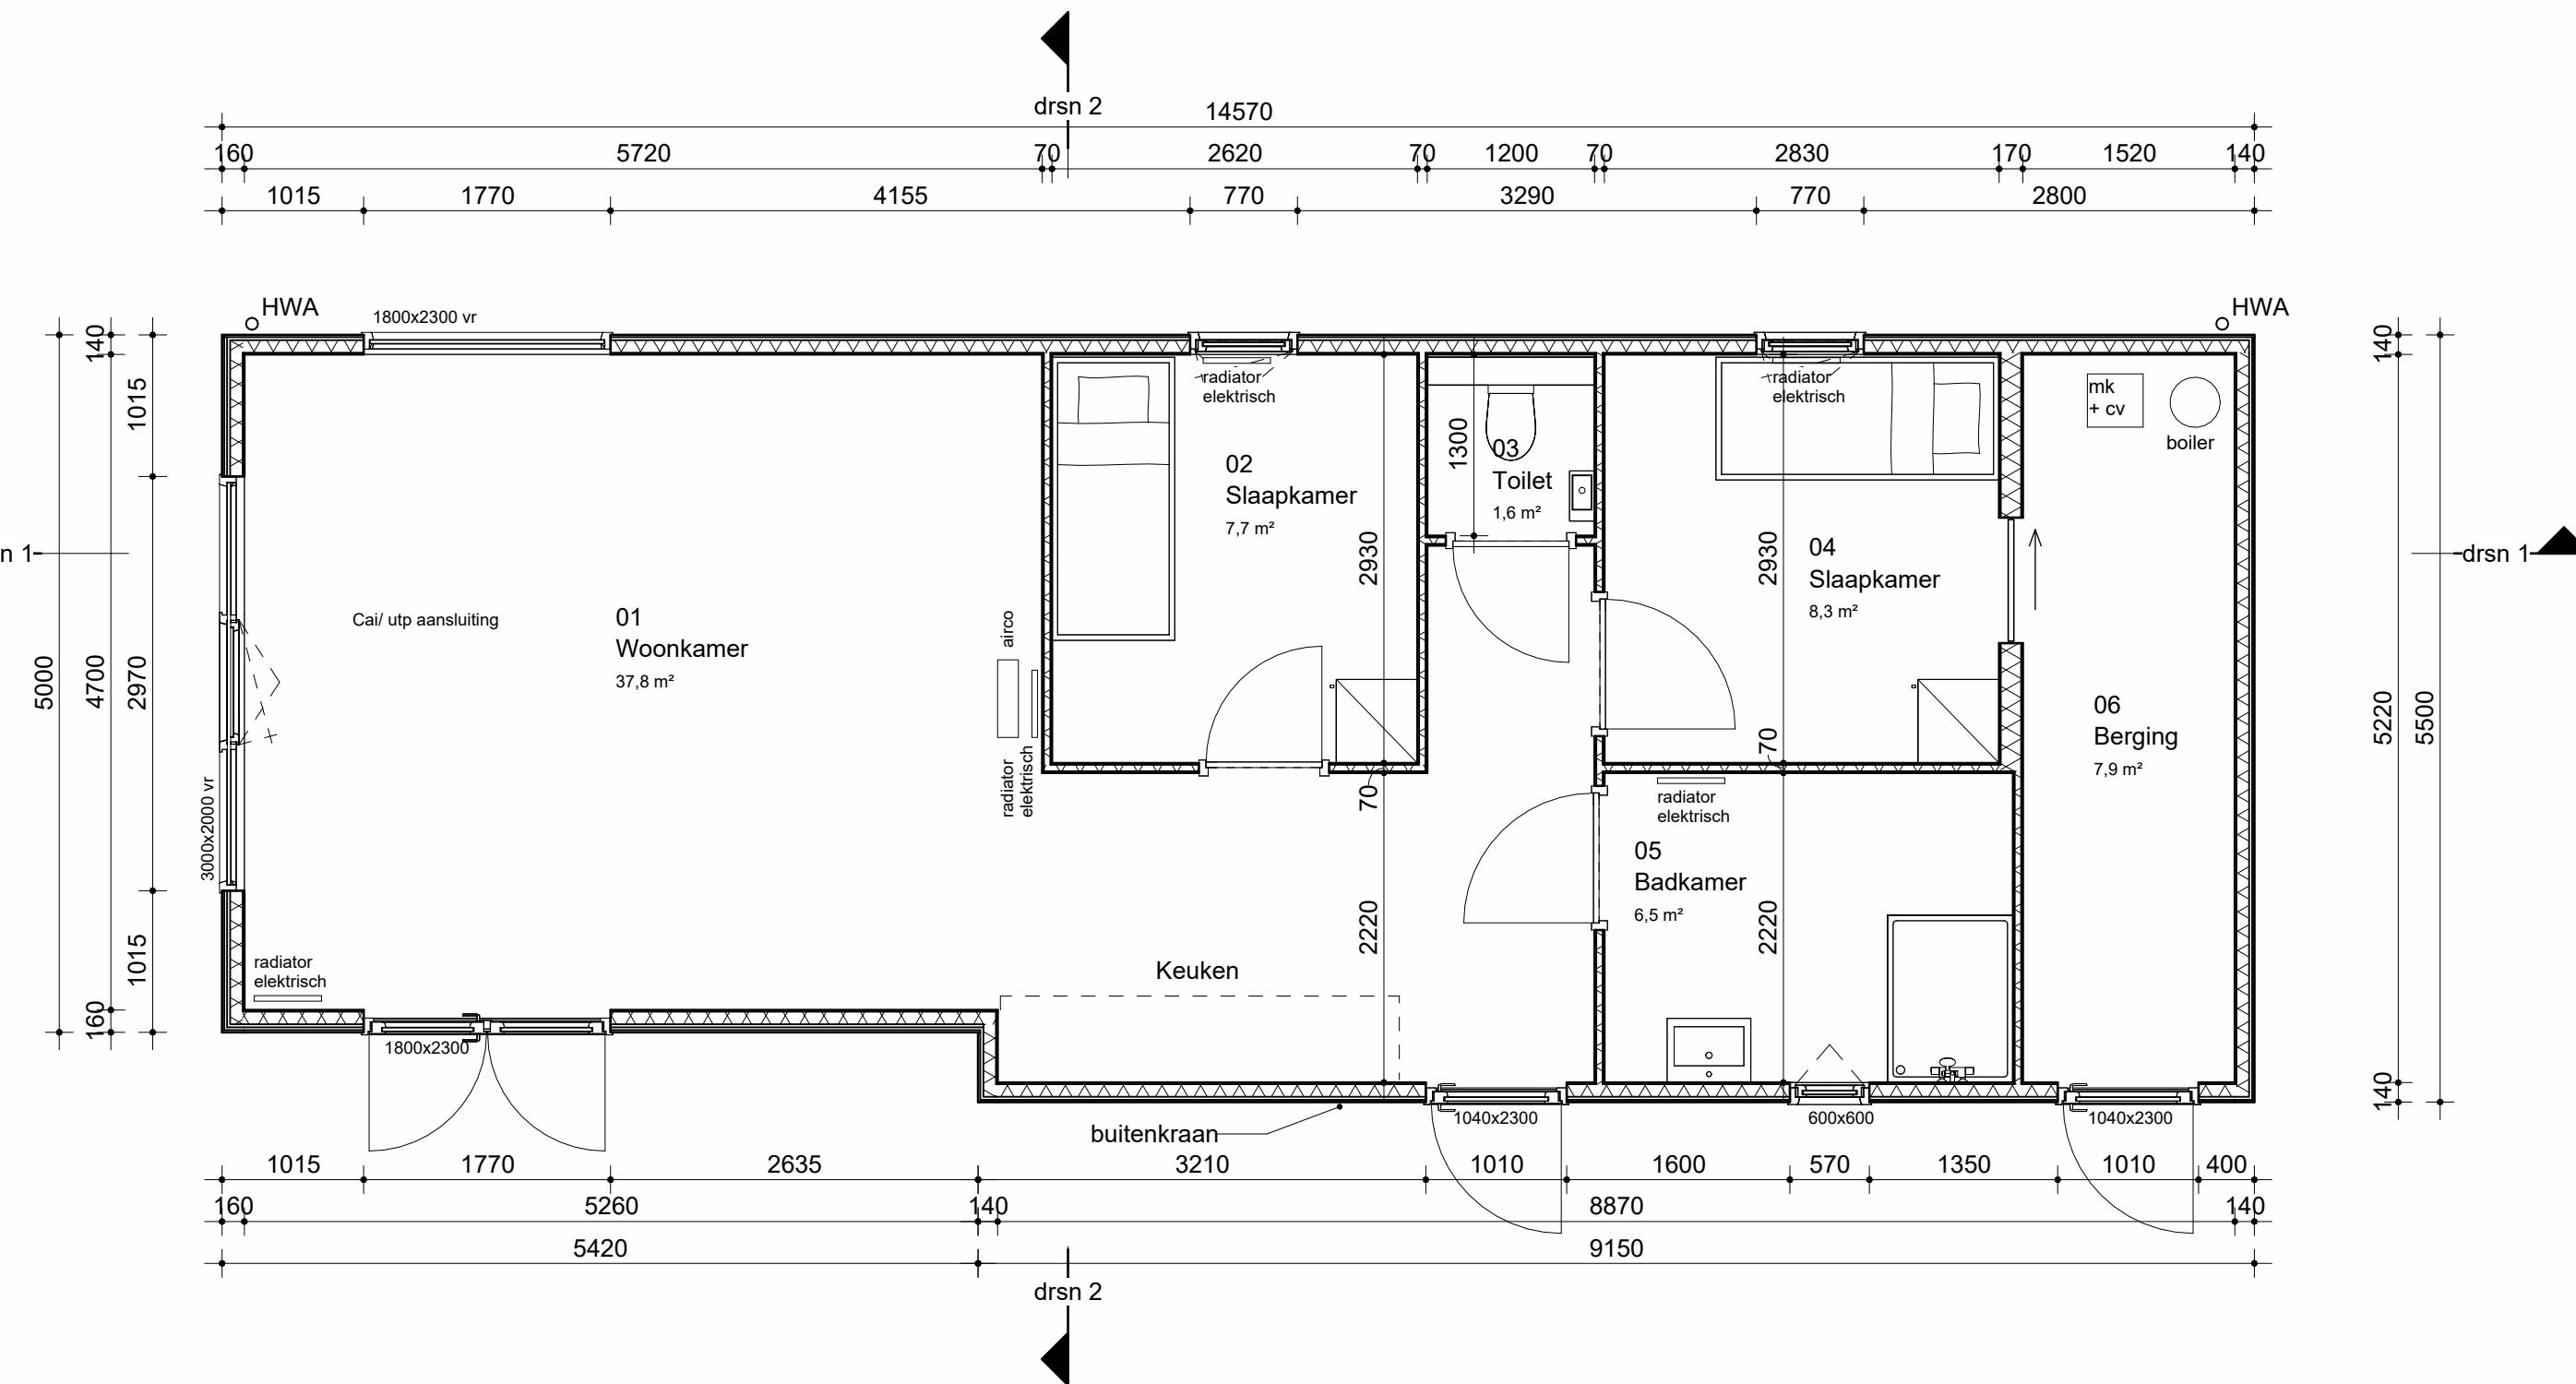 drsn 2
14570
160 5720 70 2620 70 1200 70 2830 170 1520 140
1015 1770 4155 770 3290 770 2800
HWA
1800x2300 vr
HWA
5000
140
4700
160
1015
2970
1015
3000x2000 vr
n 1
drsn 1
140
5220
140
5500
Cai/ utp aansluiting
01
Woonkamer
37,8 m²
airco
radiator
elektrisch
radiator
elektrisch
1800x2300
radiator
elektrisch
02
Slaapkamer
7,7 m²
2930
70
2220
1300
03
Toilet
1,6 m²
radiator
elektrisch
04
Slaapkamer
8,3 m²
2930
70
2220
mk
+ cv
boiler
06
Berging
7,9 m²
radiator
elektrisch
05
Badkamer
6,5 m²
Keuken
buitenkraan
1040x2300
600x600
1040x2300
1015 1770 2635 3210 1010 1600 570 1350 1010 400
160 5260 140 8870 140
5420 9150
drsn 2